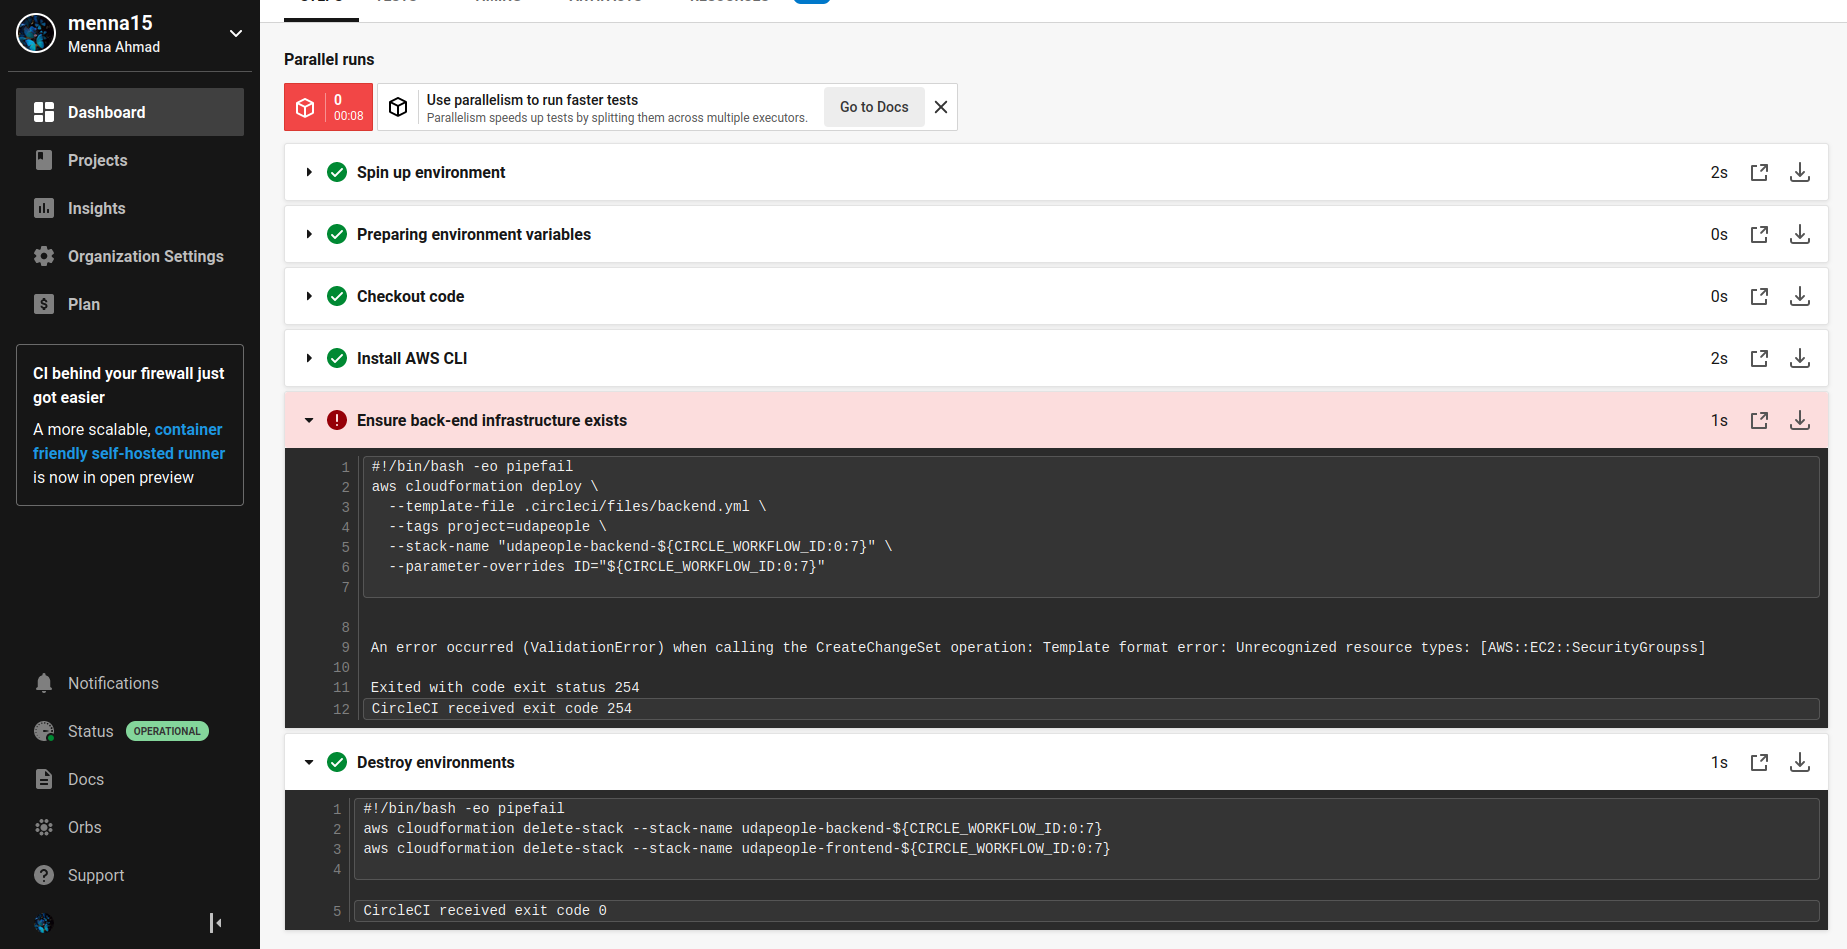 menna15
Menna Ahmad
Dashboard
Projects
Insights
Organization Settings
Plan
CI behind your firewall just
got easier
A more scalable, container
friendly self-hosted runner
is now in open preview
Notifications
Status OPERATIONAL
Docs
Orbs
Support
Parallel runs
0
00:08
Use parallelism to run faster tests
Parallelism speeds up tests by splitting them across multiple executors.
Go to Docs
Spin up environment 2s
Preparing environment variables 0s
Checkout code 0s
Install AWS CLI 2s
Ensure back-end infrastructure exists 1s
1 #!/bin/bash -eo pipefail
2 aws cloudformation deploy \
3 --template-file .circleci/files/backend.yml \
4 --tags project=udapeople \
5 --stack-name "udapeople-backend-${CIRCLE_WORKFLOW_ID:0:7}" \
6 --parameter-overrides ID="${CIRCLE_WORKFLOW_ID:0:7}"
7
8
9 An error occurred (ValidationError) when calling the CreateChangeSet operation: Template format error: Unrecognized resource types: [AWS::EC2::SecurityGroupss]
10
11 Exited with code exit status 254
12 CircleCI received exit code 254
Destroy environments 1s
1 #!/bin/bash -eo pipefail
2 aws cloudformation delete-stack --stack-name udapeople-backend-${CIRCLE_WORKFLOW_ID:0:7}
3 aws cloudformation delete-stack --stack-name udapeople-frontend-${CIRCLE_WORKFLOW_ID:0:7}
4
5 CircleCI received exit code 0